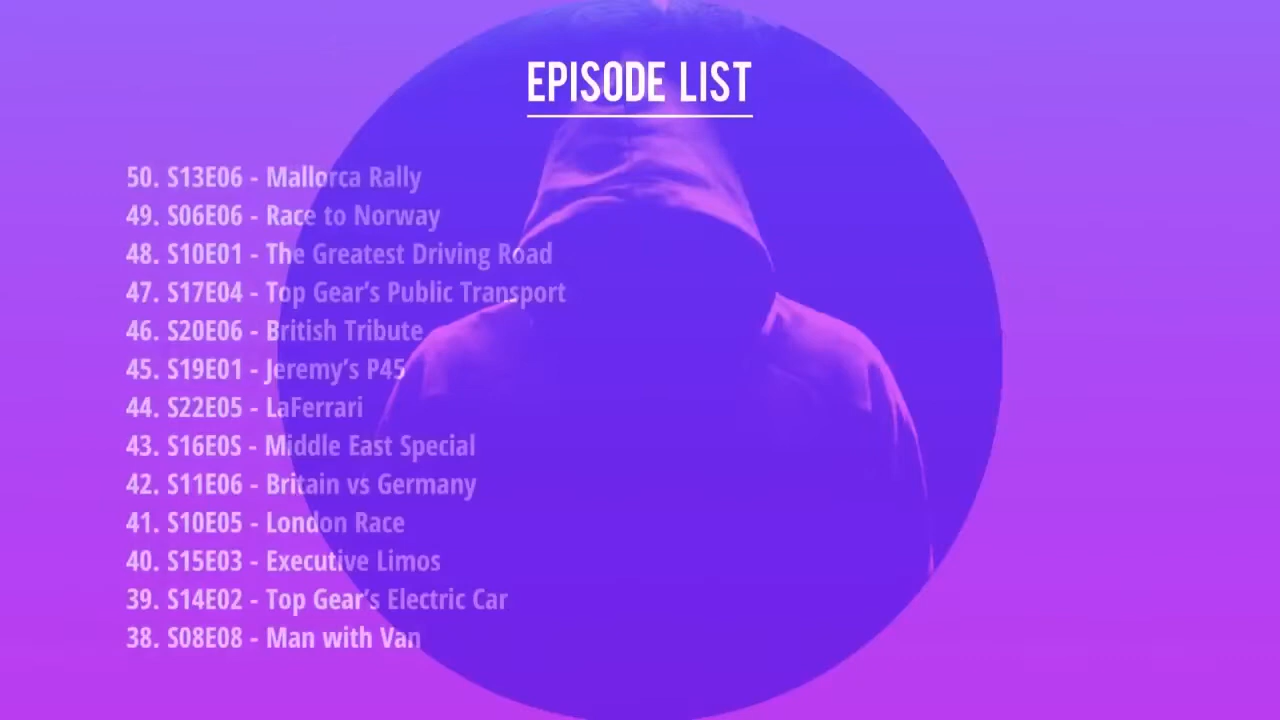 EPISODE LIST
50. S13E06 - Mallorca Rally
49. S06E06 - Race to Norway
48. S10E01 - The Greatest Driving Road
47. S17E04 - Top Gear’s Public Transport
46. S20E06 - British Tribute
45. S19E01 - Jeremy’s P45
44. S22E05 - LaFerrari
43. S16E0S - Middle East Special
42. S11E06 - Britain vs Germany
41. S10E05 - London Race
40. S15E03 - Executive Limos
39. S14E02 - Top Gear’s Electric Car
38. S08E08 - Man with Van